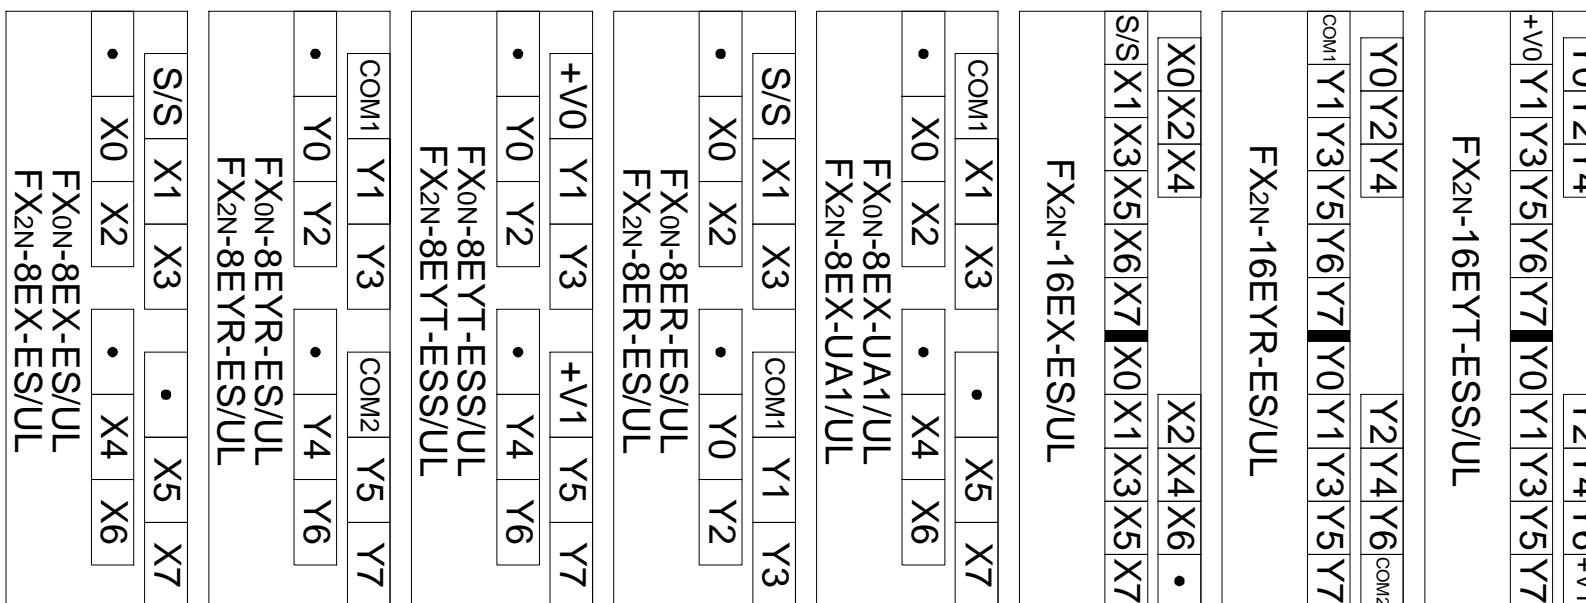 Y0 Y2 Y4 Y2 Y4 Y6 +V1
+V0 Y1 Y3 Y5 Y6 Y7 Y0 Y1 Y3 Y5 Y7
FX2N-16EYT-ESS/UL
Y0 Y2 Y4 Y2 Y4 Y6 COM2
COM1 Y1 Y3 Y5 Y6 Y7 Y0 Y1 Y3 Y5 Y7
FX2N-16EYR-ES/UL
X0 X2 X4 X2 X4 X6 •
S/S X1 X3 X5 X6 X7 X0 X1 X3 X5 X7
FX2N-16EX-ES/UL
COM1 X1 X3 • X5 X7
• X0 X2 • X4 X6
FX0N-8EX-UA1/UL
FX2N-8EX-UA1/UL
S/S X1 X3 COM1 Y1 Y3
• X0 X2 • Y0 Y2
FX0N-8ER-ES/UL
FX2N-8ER-ES/UL
+V0 Y1 Y3 +V1 Y5 Y7
• Y0 Y2 • Y4 Y6
FX0N-8EYT-ESS/UL
FX2N-8EYT-ESS/UL
COM1 Y1 Y3 COM2 Y5 Y7
• Y0 Y2 • Y4 Y6
FX0N-8EYR-ES/UL
FX2N-8EYR-ES/UL
S/S X1 X3 • X5 X7
• X0 X2 • X4 X6
FX0N-8EX-ES/UL
FX2N-8EX-ES/UL